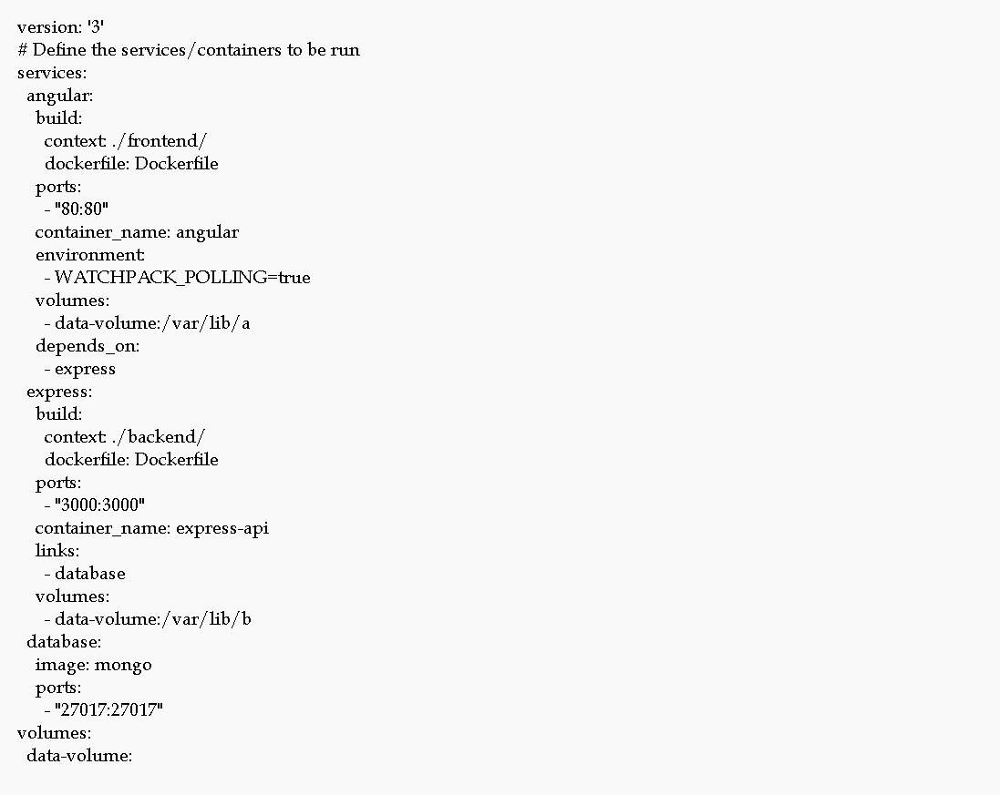 version: '3'
# Define the services/containers to be run
services:
  angular:
    build:
      context: ./frontend/
      dockerfile: Dockerfile
    ports:
      - "80:80"
    container_name: angular
    environment:
      - WATCHPACK_POLLING=true
    volumes:
      - data-volume:/var/lib/a
    depends_on:
      - express
  express:
    build:
      context: ./backend/
      dockerfile: Dockerfile
    ports:
      - "3000:3000"
    container_name: express-api
    links:
      - database
    volumes:
      - data-volume:/var/lib/b
  database:
    image: mongo
    ports:
      - "27017:27017"
volumes:
  data-volume: